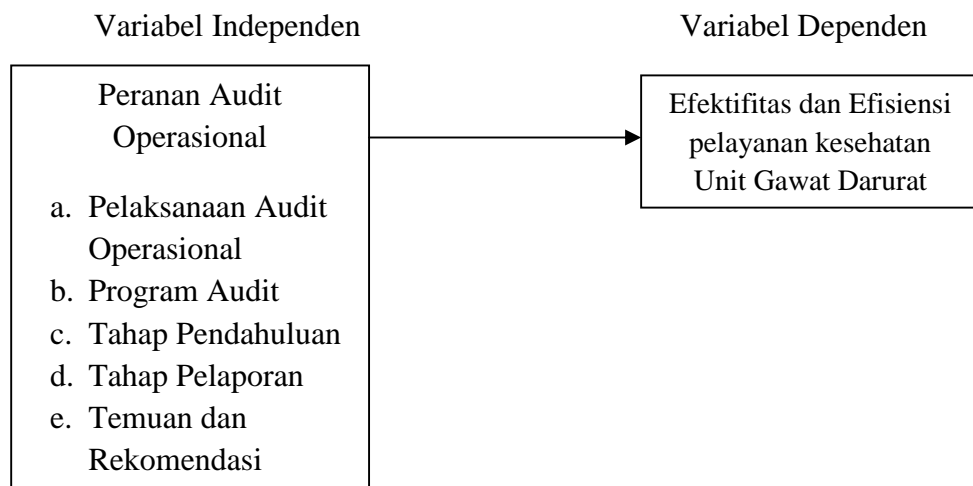 Variabel Independen
Variabel Dependen
Peranan Audit
Operasional
a. Pelaksanaan Audit
Operasional
b. Program Audit
c. Tahap Pendahuluan
d. Tahap Pelaporan
e. Temuan dan
Rekomendasi
Efektifitas dan Efisiensi
pelayanan kesehatan
Unit Gawat Darurat